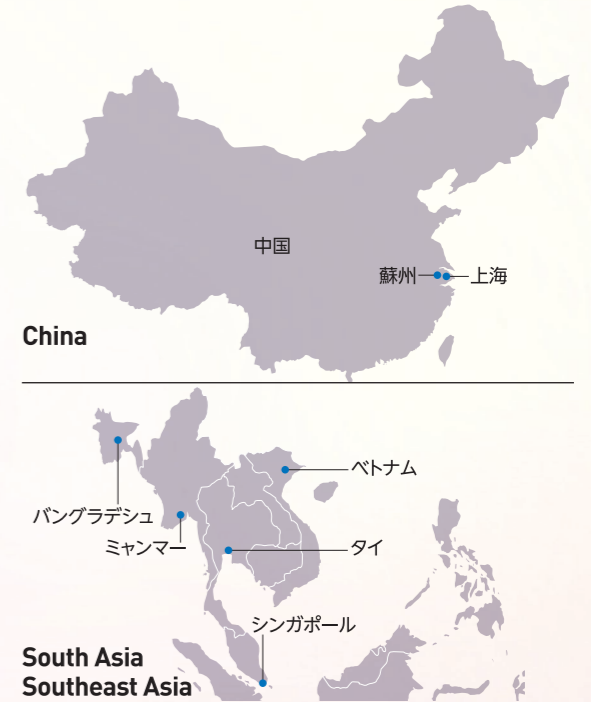 中国
蘇州
上海
China
ベトナム
バングラデシュ
ミャンマー
タイ
シンガポール
South Asia
Southeast Asia